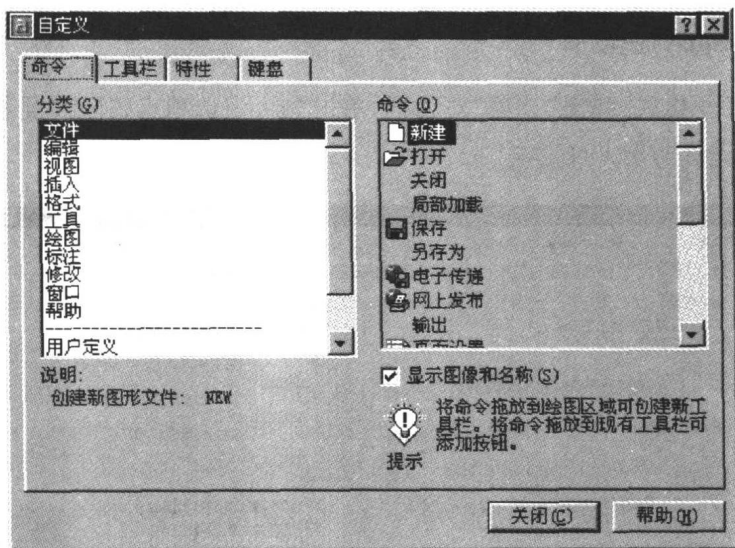 自定义
命令 工具栏 特性 键盘
分类(G)
文件
编辑
视图
插入
格式
工具
绘图
标注
修改
窗口
帮助
用户定义
说明:
创建新图形文件: NEW
命令(O)
新建
打开
关闭
局部加载
保存
另存为
电子传递
网上发布
输出
页面设置
显示图像和名称(S)
将命令拖放到绘图区域可创建新工
具栏。将命令拖放到现有工具栏可
添加按钮。
提示
关闭(C) 帮助(H)